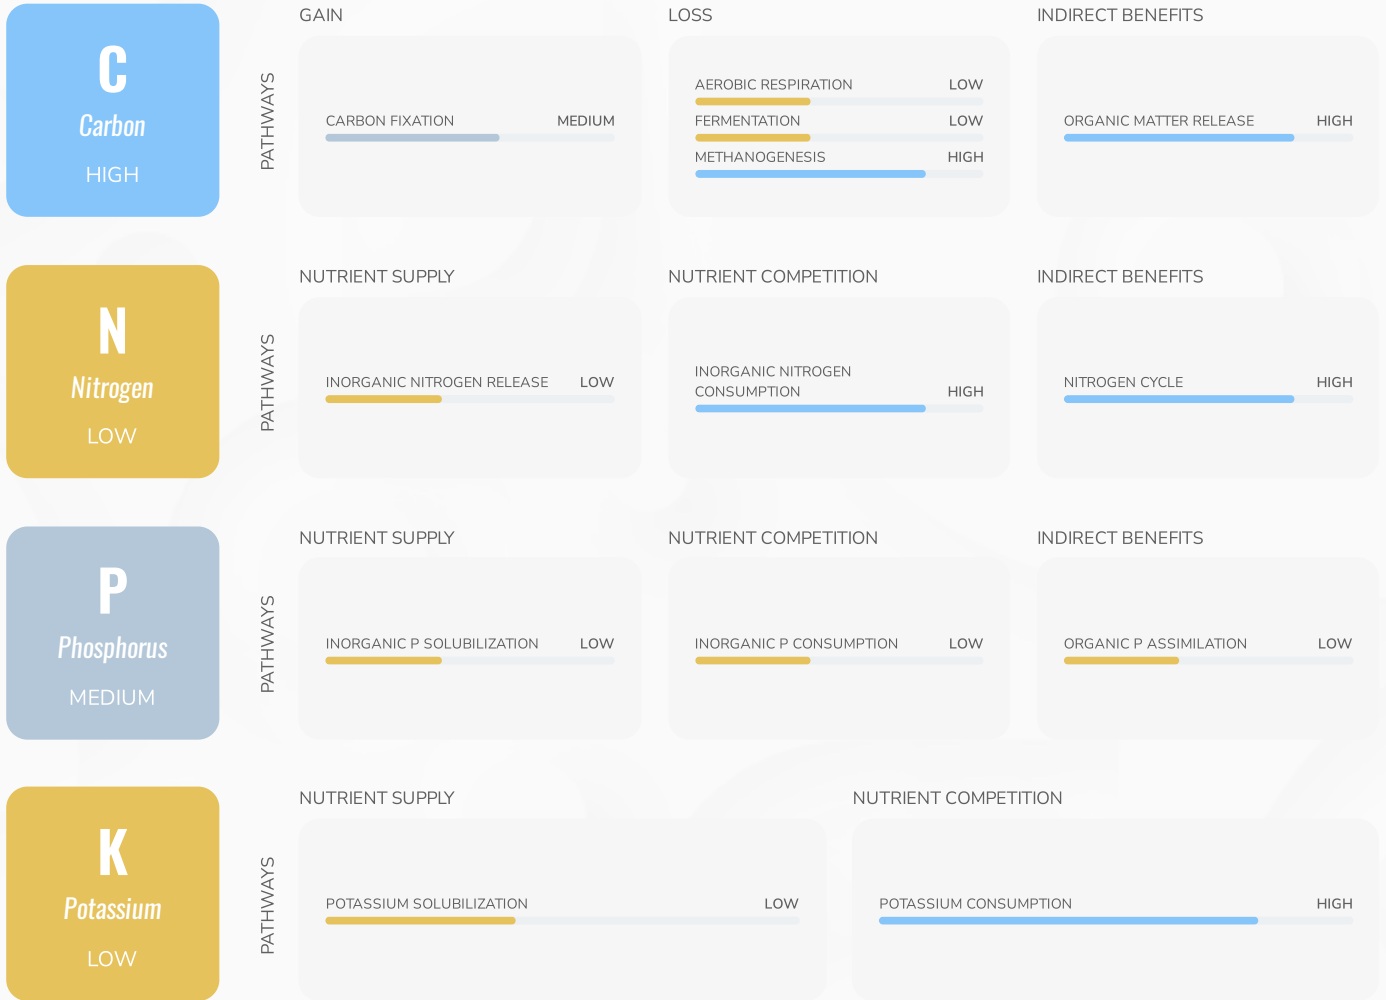 C
Carbon
HIGH
PATHWAYS
GAIN
CARBON FIXATION MEDIUM
LOSS
AEROBIC RESPIRATION LOW
FERMENTATION LOW
METHANOGENESIS HIGH
INDIRECT BENEFITS
ORGANIC MATTER RELEASE HIGH
N
Nitrogen
LOW
PATHWAYS
NUTRIENT SUPPLY
INORGANIC NITROGEN RELEASE LOW
NUTRIENT COMPETITION
INORGANIC NITROGEN
CONSUMPTION HIGH
INDIRECT BENEFITS
NITROGEN CYCLE HIGH
P
Phosphorus
MEDIUM
PATHWAYS
NUTRIENT SUPPLY
INORGANIC P SOLUBILIZATION LOW
NUTRIENT COMPETITION
INORGANIC P CONSUMPTION LOW
INDIRECT BENEFITS
ORGANIC P ASSIMILATION LOW
K
Potassium
LOW
PATHWAYS
NUTRIENT SUPPLY
POTASSIUM SOLUBILIZATION LOW
NUTRIENT COMPETITION
POTASSIUM CONSUMPTION HIGH